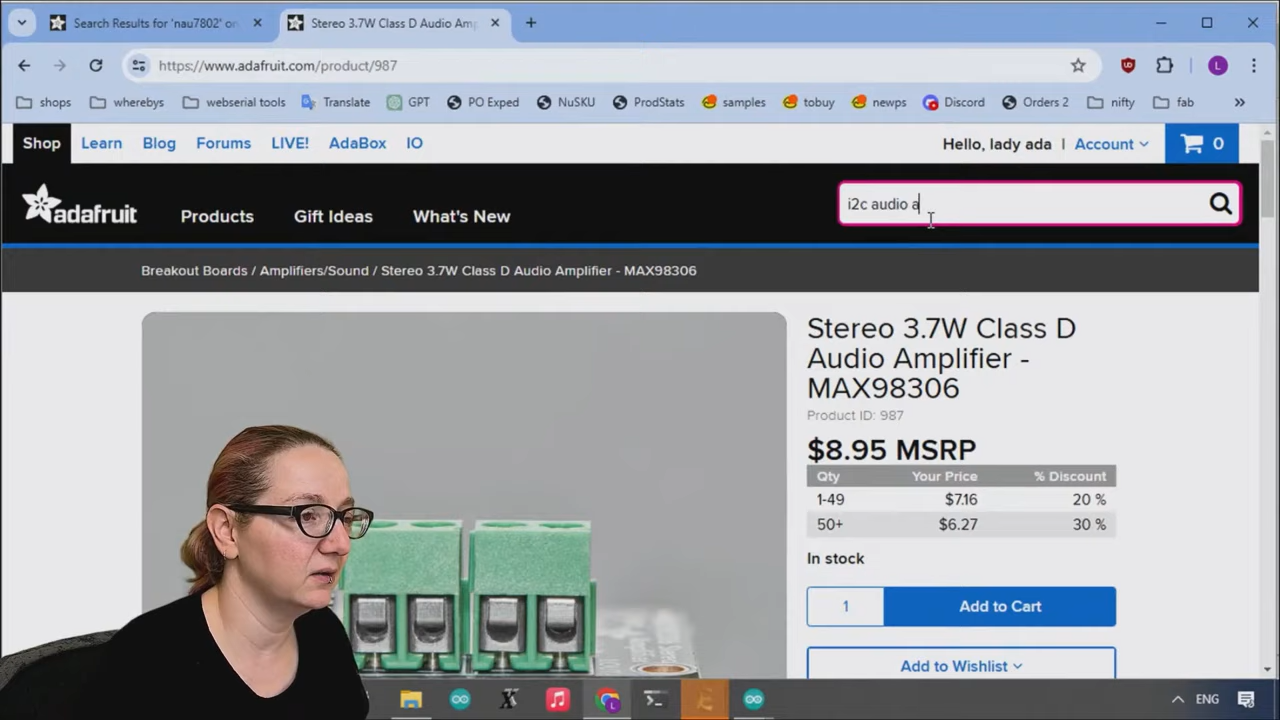 Search Results for 'nau7802' on
Stereo 3.7W Class D Audio Amp
https://www.adafruit.com/product/987
UD
L
shops
wherebys
webserial tools
Translate
GPT
PO Exped
NuSKU
ProdStats
samples
tobuy
newps
Discord
Orders 2
nifty
fab
»
Shop
Learn
Blog
Forums
LIVE!
AdaBox
IO
Hello, lady ada | Account
0
adafruit
Products
Gift Ideas
What's New
i2c audio a
Breakout Boards / Amplifiers/Sound / Stereo 3.7W Class D Audio Amplifier - MAX98306
Stereo 3.7W Class D
Audio Amplifier -
MAX98306
Product ID: 987
$8.95 MSRP
Qty Your Price % Discount
1-49 $7.16 20 %
50+ $6.27 30 %
In stock
1
Add to Cart
Add to Wishlist
ENG